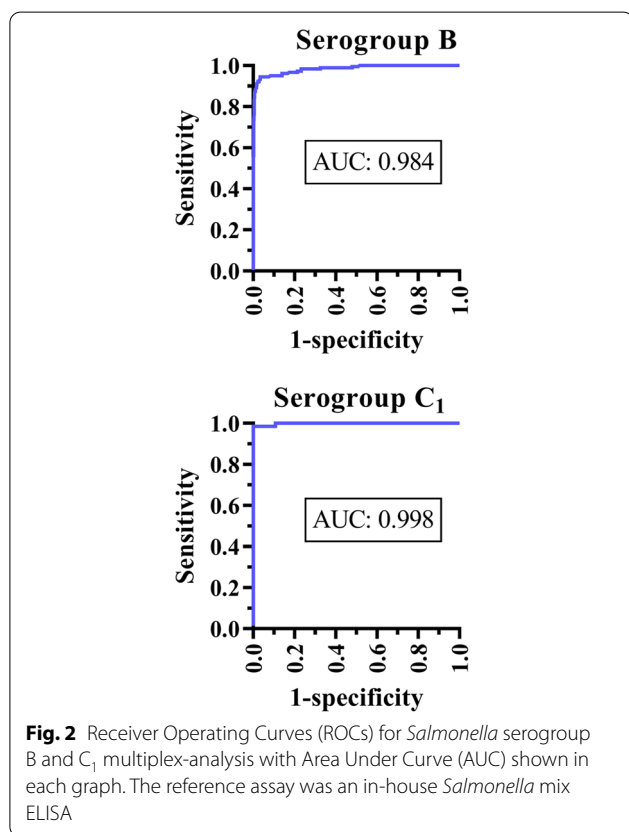 Serogroup B
1.0
0.8
0.6
0.4
0.2
0.0
Sensitivity
AUC: 0.984
0.0 0.2 0.4 0.6 0.8 1.0
1-specificity
Serogroup C₁
1.0
0.8
0.6
0.4
0.2
0.0
Sensitivity
AUC: 0.998
0.0 0.2 0.4 0.6 0.8 1.0
1-specificity
Fig. 2 Receiver Operating Curves (ROCs) for Salmonella serogroup
B and C₁ multiplex-analysis with Area Under Curve (AUC) shown in
each graph. The reference assay was an in-house Salmonella mix
ELISA